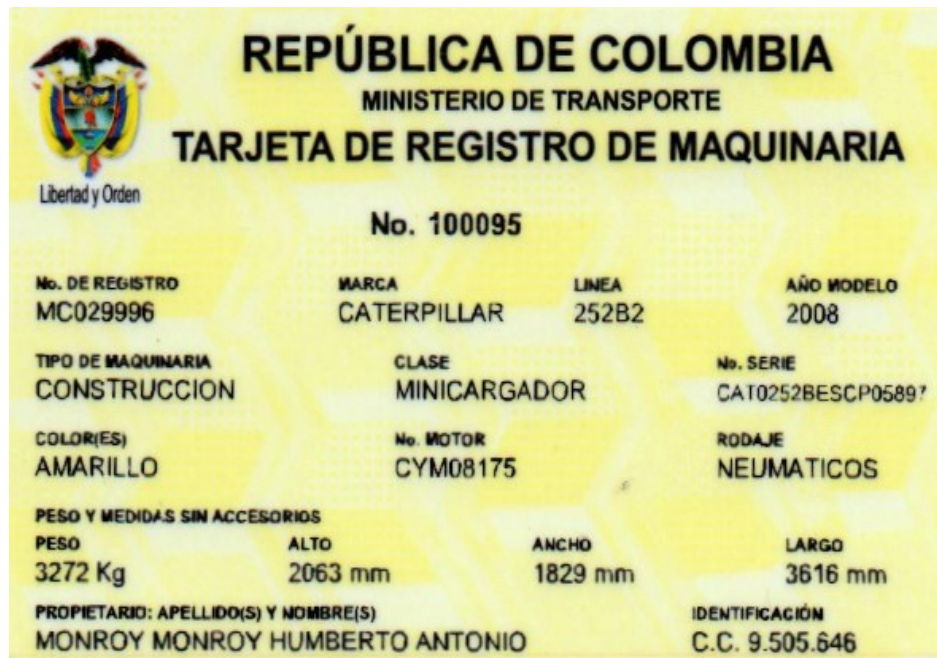 REPÚBLICA DE COLOMBIA
MINISTERIO DE TRANSPORTE
TARJETA DE REGISTRO DE MAQUINARIA
Libertad y Orden
No. 100095
No. DE REGISTRO MARCA LINEA AÑO MODELO
MC029996 CATERPILLAR 252B2 2008
TIPO DE MAQUINARIA CLASE No. SERIE
CONSTRUCCION MINICARGADOR CAT0252BESCP05897
COLOR(ES) No. MOTOR RODAJE
AMARILLO CYM08175 NEUMATICOS
PESO Y MEDIDAS SIN ACCESORIOS
PESO ALTO ANCHO LARGO
3272 Kg 2063 mm 1829 mm 3616 mm
PROPIETARIO: APELLIDO(S) Y NOMBRE(S) IDENTIFICACIÓN
MONROY MONROY HUMBERTO ANTONIO C.C. 9.505.646